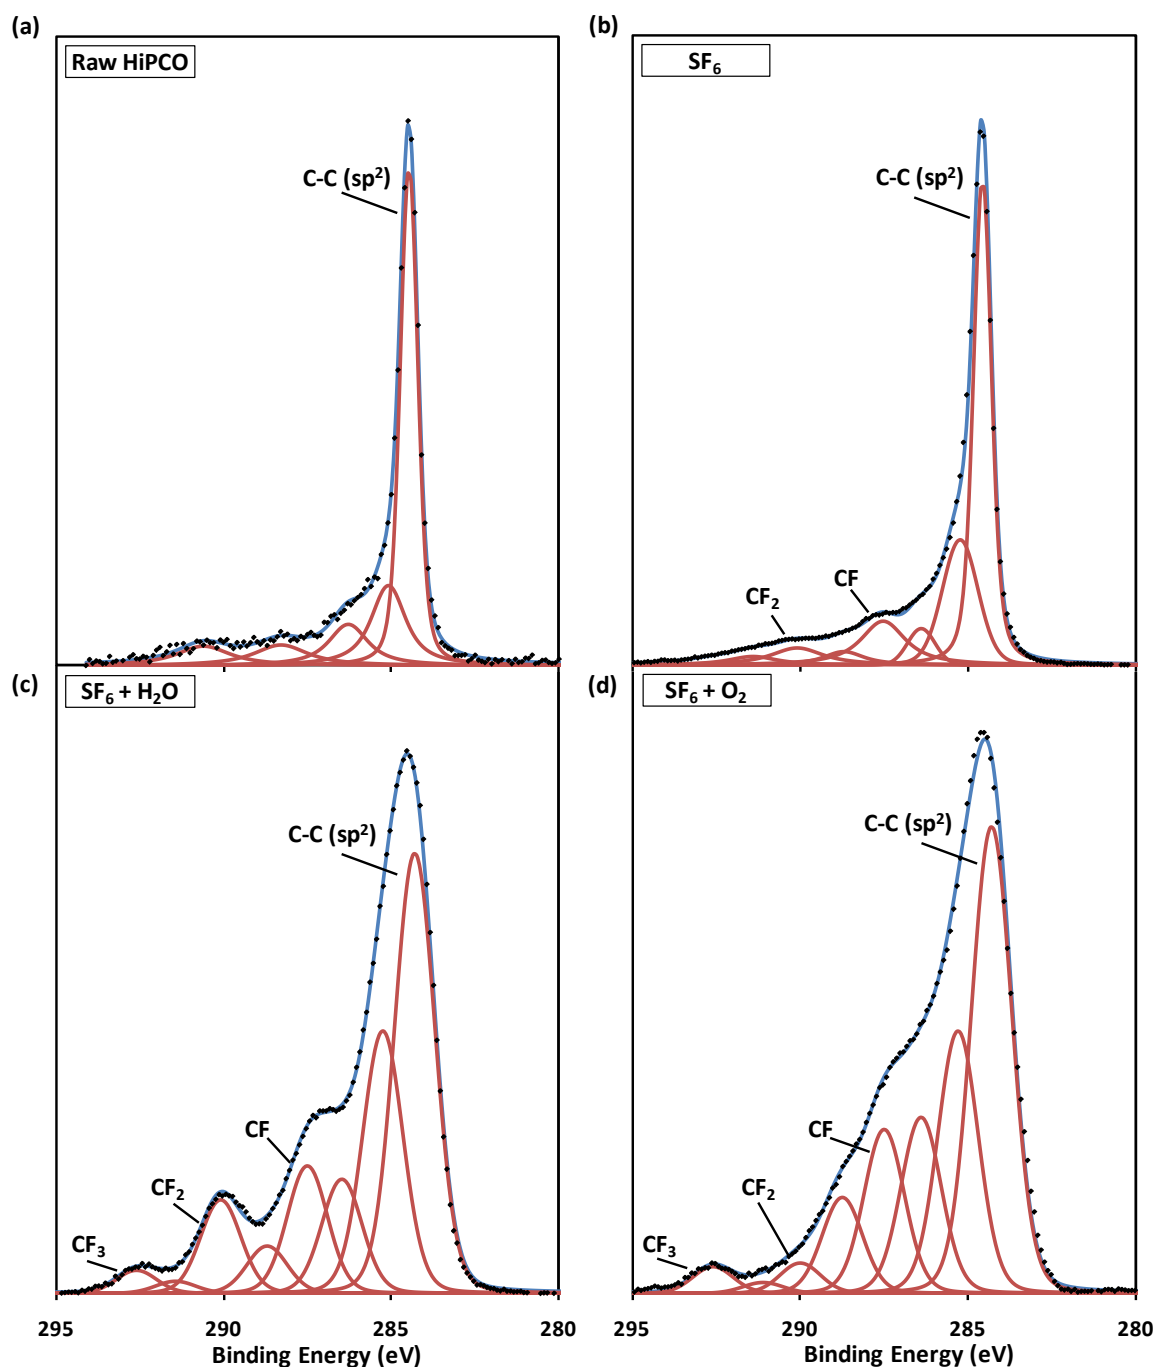 (a)
Raw HiPCO
C-C (sp²)
(b)
SF₆
C-C (sp²)
CF₂
CF
(c)
SF₆ + H₂O
C-C (sp²)
CF
CF₂
CF₃
(d)
SF₆ + O₂
C-C (sp²)
CF
CF₂
CF₃
295 290 285 280
Binding Energy (eV)
295 290 285 280
Binding Energy (eV)